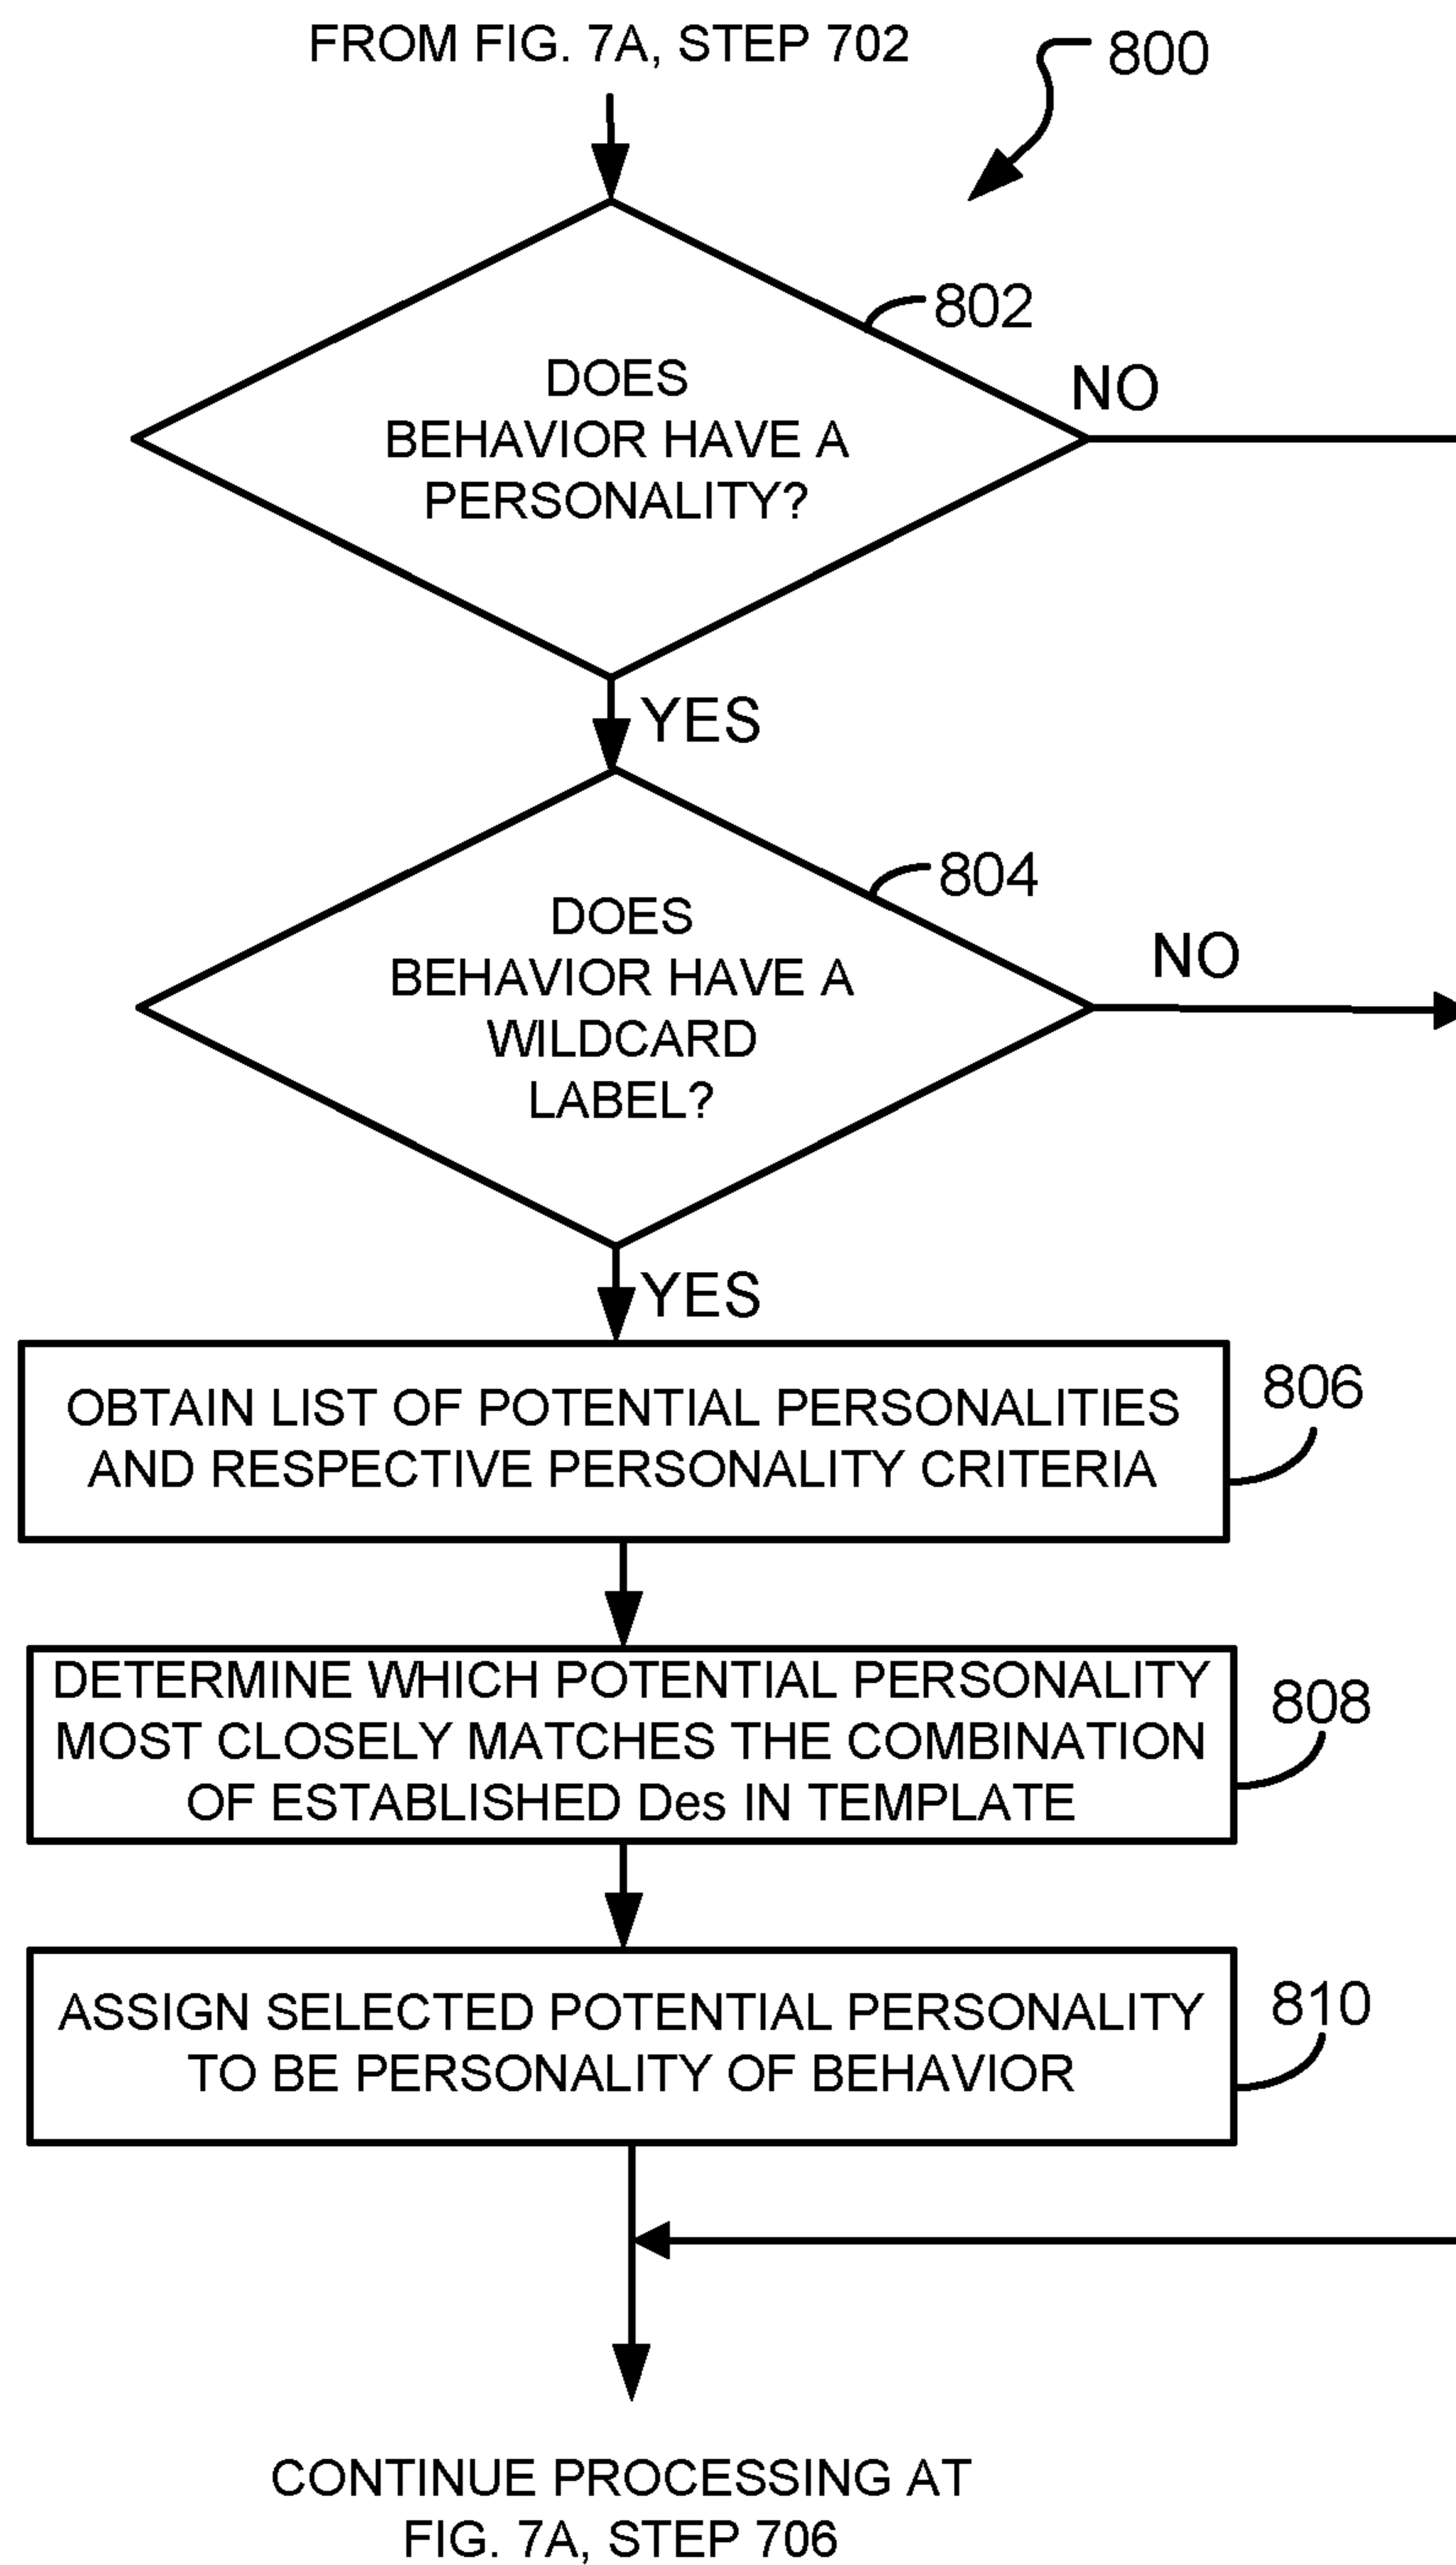 FROM FIG. 7A, STEP 702
800
802
DOES
BEHAVIOR HAVE A
PERSONALITY?
NO
YES
804
DOES
BEHAVIOR HAVE A
WILDCARD
LABEL?
NO
YES
OBTAIN LIST OF POTENTIAL PERSONALITIES
AND RESPECTIVE PERSONALITY CRITERIA
806
DETERMINE WHICH POTENTIAL PERSONALITY
MOST CLOSELY MATCHES THE COMBINATION
OF ESTABLISHED Des IN TEMPLATE
808
ASSIGN SELECTED POTENTIAL PERSONALITY
TO BE PERSONALITY OF BEHAVIOR
810
CONTINUE PROCESSING AT
FIG. 7A, STEP 706